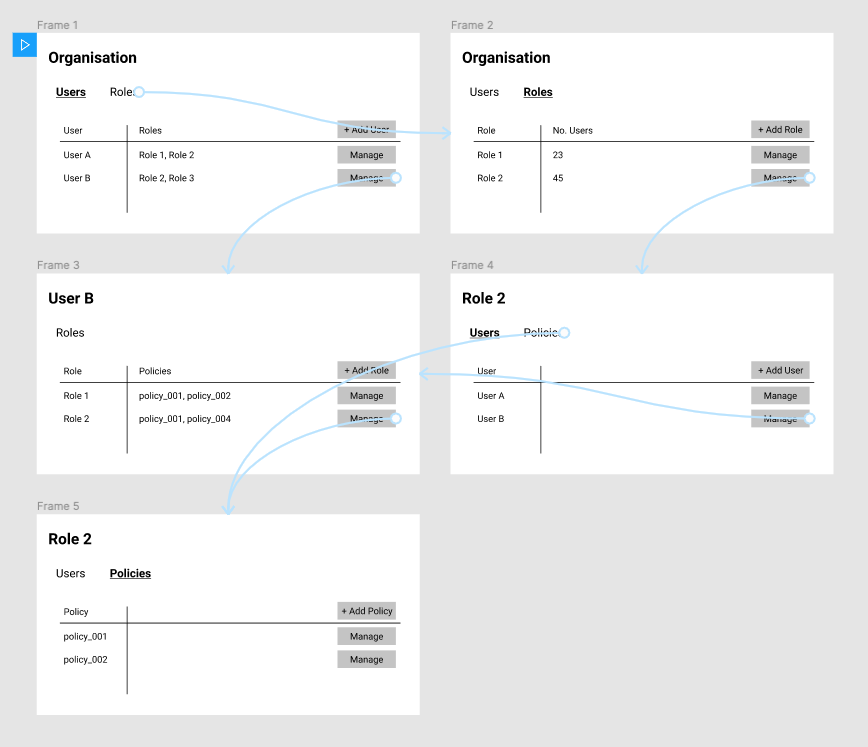 Frame 1
Organisation
Users Roles
User Roles + Add User
User A Role 1, Role 2 Manage
User B Role 2, Role 3 Manage
Frame 2
Organisation
Users Roles
Role No. Users + Add Role
Role 1 23 Manage
Role 2 45 Manage
Frame 3
User B
Roles
Role Policies + Add Role
Role 1 policy_001, policy_002 Manage
Role 2 policy_001, policy_004 Manage
Frame 4
Role 2
Users Policies
User + Add User
User A Manage
User B Manage
Frame 5
Role 2
Users Policies
Policy + Add Policy
policy_001 Manage
policy_002 Manage